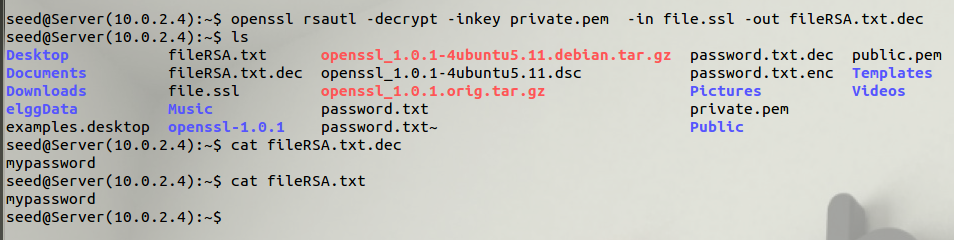 seed@Server(10.0.2.4):~$ openssl rsautl -decrypt -inkey private.pem  -in file.ssl -out fileRSA.txt.dec
seed@Server(10.0.2.4):~$ ls
Desktop fileRSA.txt openssl_1.0.1-4ubuntu5.11.debian.tar.gz password.txt.dec public.pem
Documents fileRSA.txt.dec openssl_1.0.1-4ubuntu5.11.dsc password.txt.enc Templates
Downloads file.ssl openssl_1.0.1.orig.tar.gz Pictures Videos
elggData Music password.txt private.pem
examples.desktop openssl-1.0.1 password.txt~ Public
seed@Server(10.0.2.4):~$ cat fileRSA.txt.dec
mypassword
seed@Server(10.0.2.4):~$ cat fileRSA.txt
mypassword
seed@Server(10.0.2.4):~$